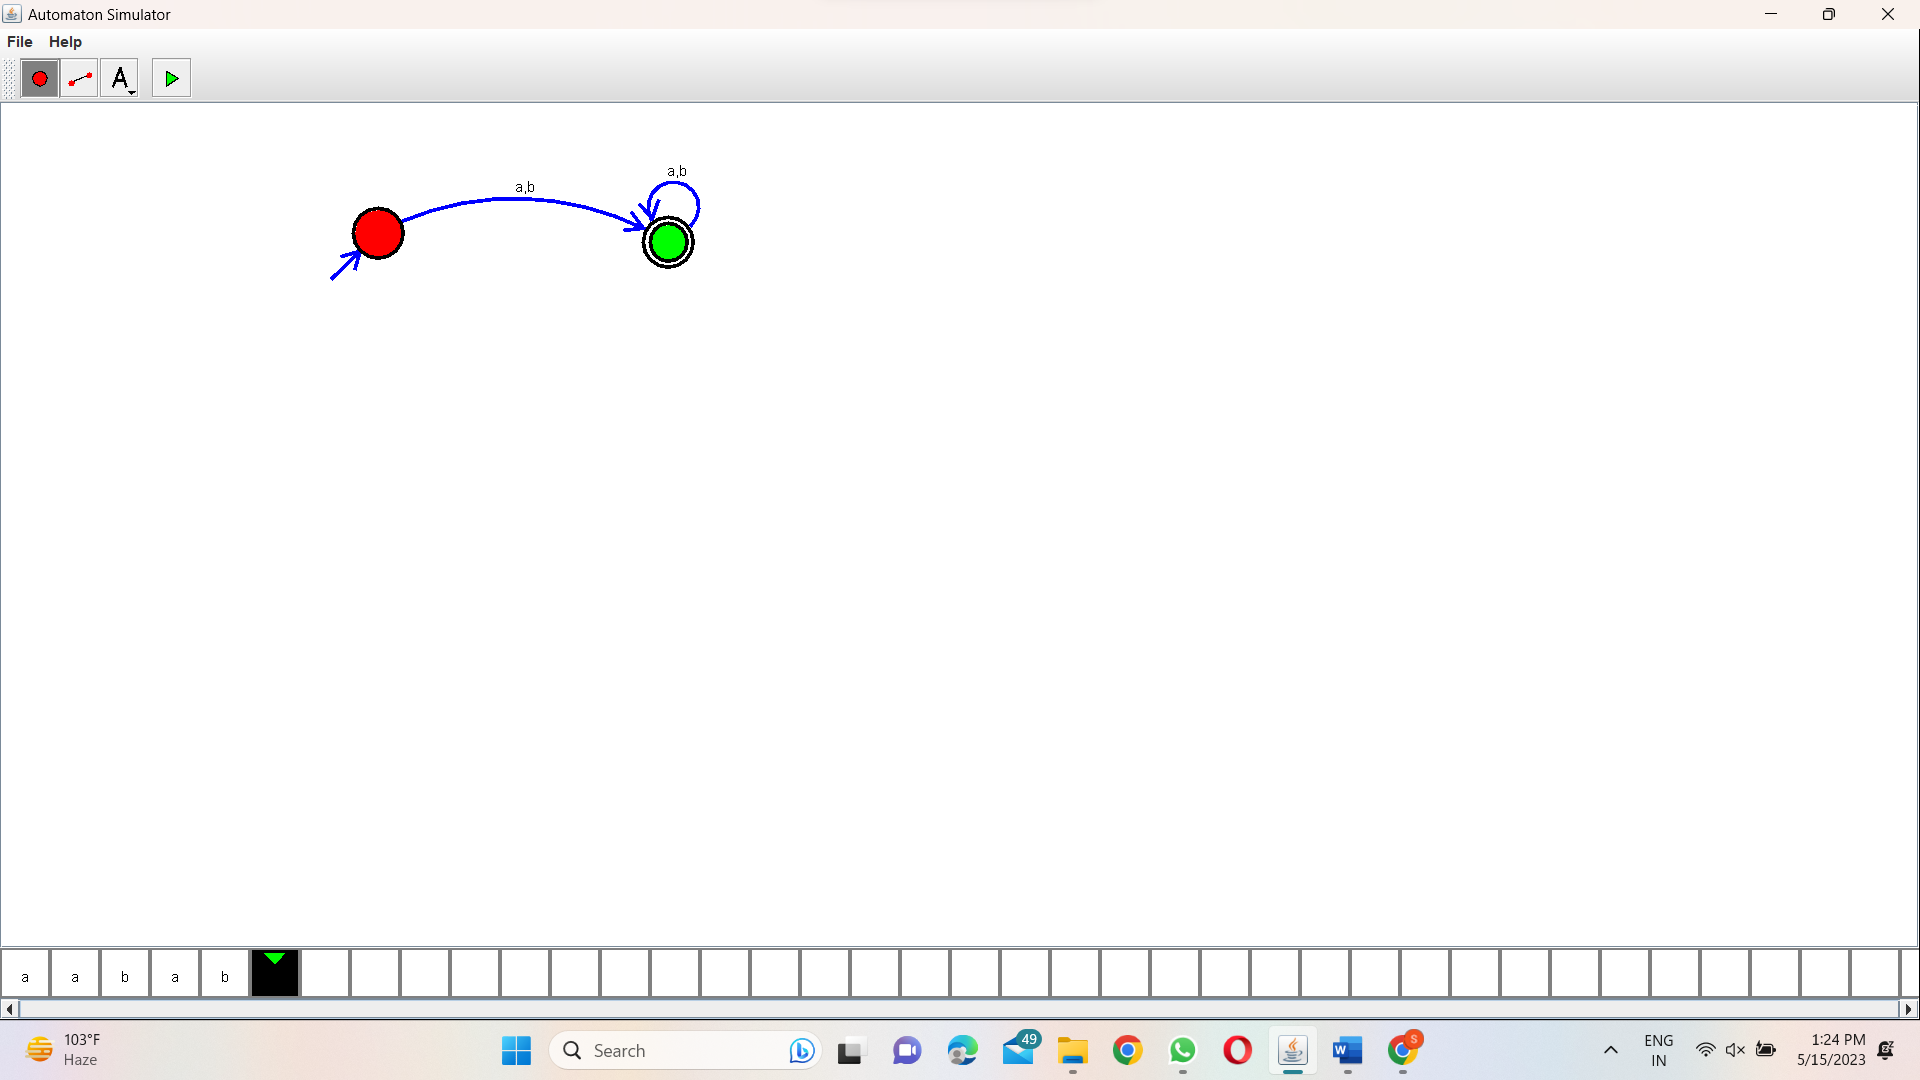 Automaton Simulator
File Help
A
a,b
a,b
a a b a b
103°F
Haze
Search
49
W
S
ENG
IN
1:24 PM
5/15/2023